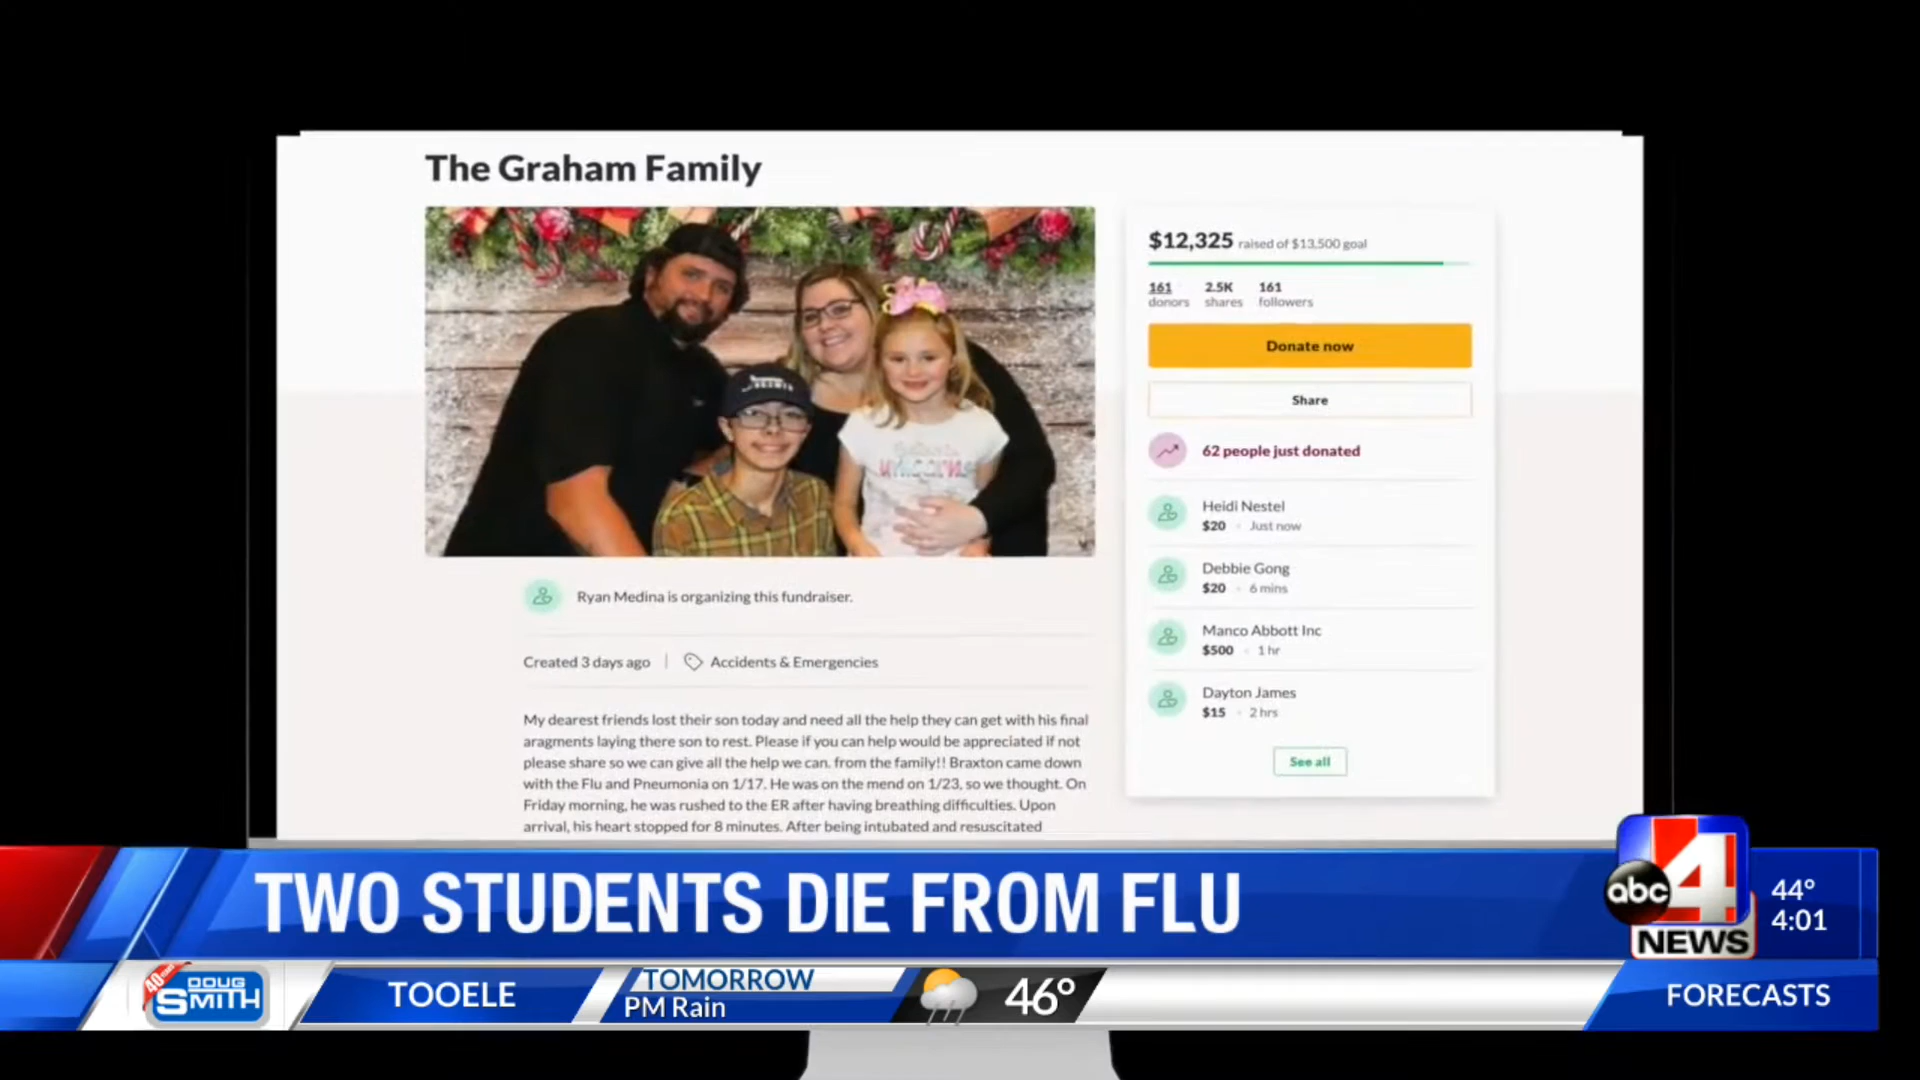 The Graham Family
$12,325 raised of $13,500 goal
161 donors
2.5K shares
161 followers
Donate now
Share
62 people just donated
Heidi Nestel
$20 • Just now
Debbie Gong
$20 • 6 mins
Manco Abbott Inc
$500 • 1 hr
Dayton James
$15 • 2 hrs
See all
Ryan Medina is organizing this fundraiser.
Created 3 days ago | Accidents & Emergencies
My dearest friends lost their son today and need all the help they can get with his final
aragments laying there son to rest. Please if you can help would be appreciated if not
please share so we can give all the help we can. from the family!! Braxton came down
with the Flu and Pneumonia on 1/17. He was on the mend on 1/23, so we thought. On
Friday morning, he was rushed to the ER after having breathing difficulties. Upon
arrival, his heart stopped for 8 minutes. After being intubated and resuscitated
TWO STUDENTS DIE FROM FLU
abc 4
NEWS
44°
4:01
40 YEARS
DOUG
SMITH
TOOELE
TOMORROW
PM Rain
46°
FORECASTS